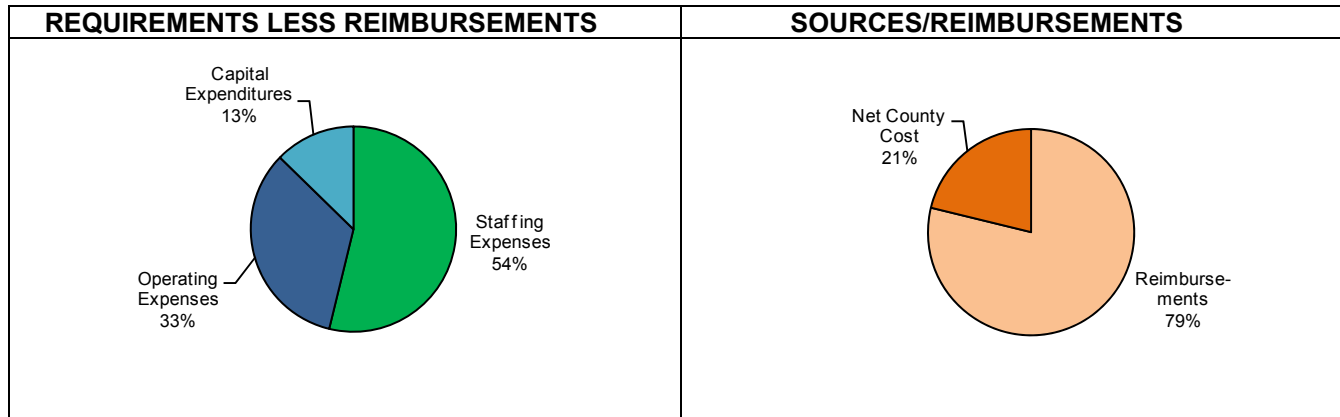 REQUIREMENTS LESS REIMBURSEMENTS
SOURCES/REIMBURSEMENTS
Capital
Expenditures
13%
Staffing
Expenses
54%
Operating
Expenses
33%
Net County
Cost
21%
Reimburse-
ments
79%